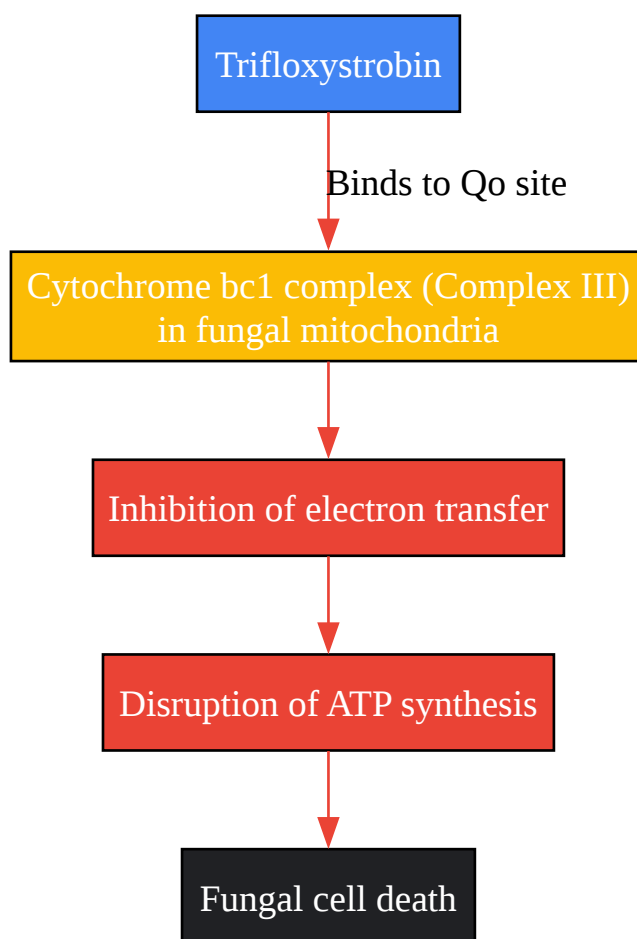 Trifloxystrobin
Binds to Qo site
Cytochrome bc1 complex (Complex III)
in fungal mitochondria
Inhibition of electron transfer
Disruption of ATP synthesis
Fungal cell death